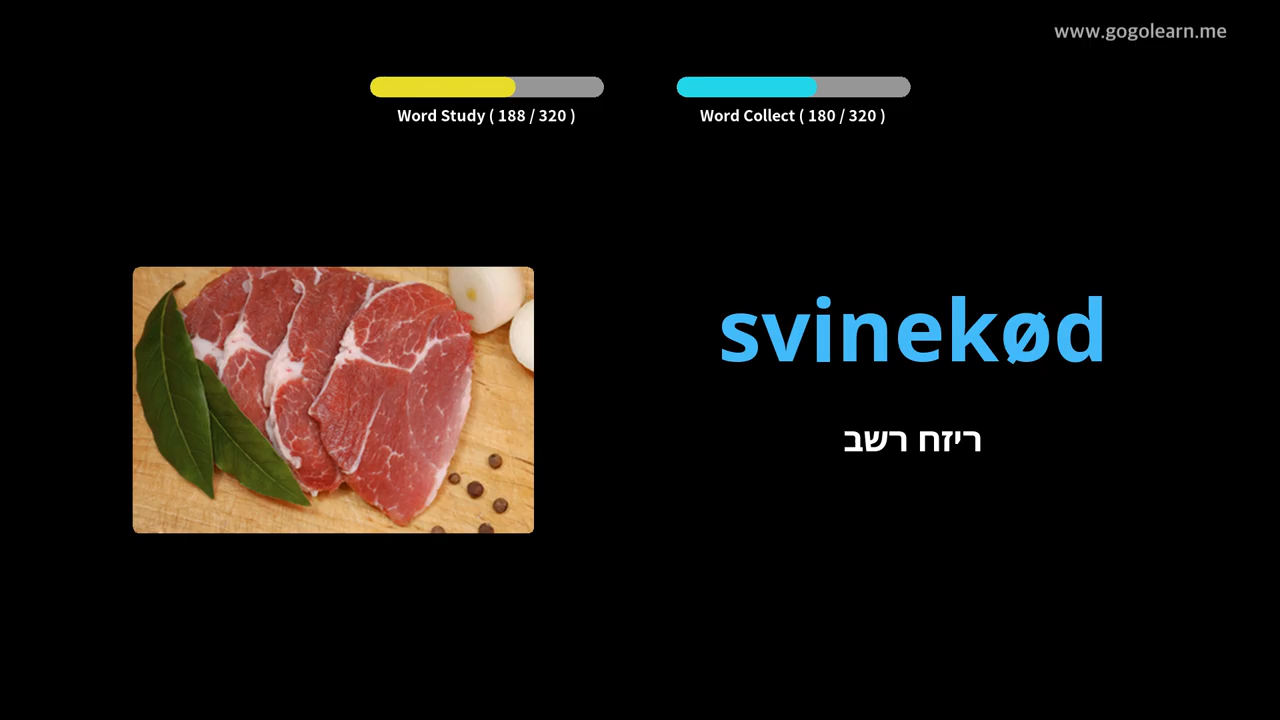 www.gogolearn.me
Word Study ( 188 / 320 )
Word Collect ( 180 / 320 )
svinekød
ריזח רשב